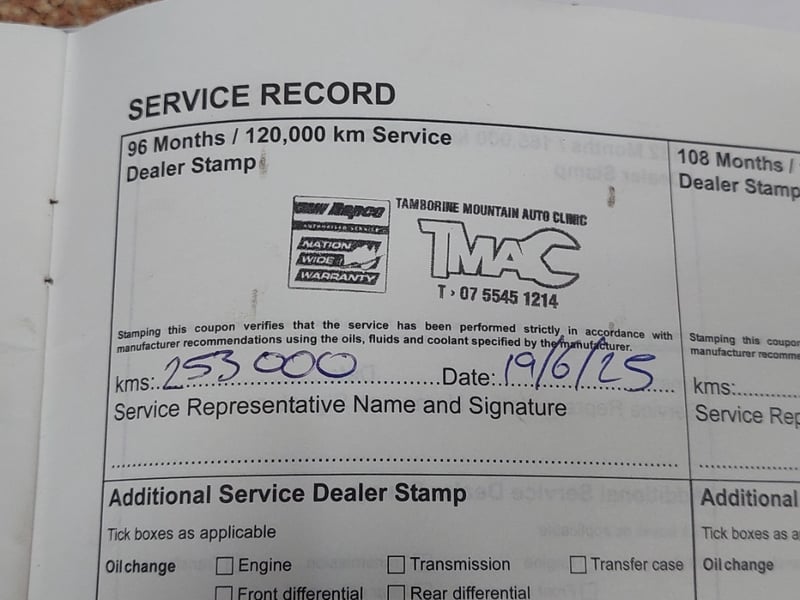 SERVICE RECORD
96 Months / 120,000 km Service
Dealer Stamp
Repco
AUTHORISED SERVICE
NATION
WIDE
WARRANTY
TAMBORINE MOUNTAIN AUTO CLINIC
TMAC
T › 07 5545 1214
Stamping this coupon verifies that the service has been performed strictly in accordance with
manufacturer recommendations using the oils, fluids and coolant specified by the manufacturer.
kms: 253 000 Date: 19/6/25
Service Representative Name and Signature
Additional Service Dealer Stamp
Tick boxes as applicable
Oil change Engine Transmission Transfer case
Front differential Rear differential
108 Months /
Dealer Stamp
Stamping this coupon
manufacturer
kms:
Service
Additional
Tick boxes as
Oil change